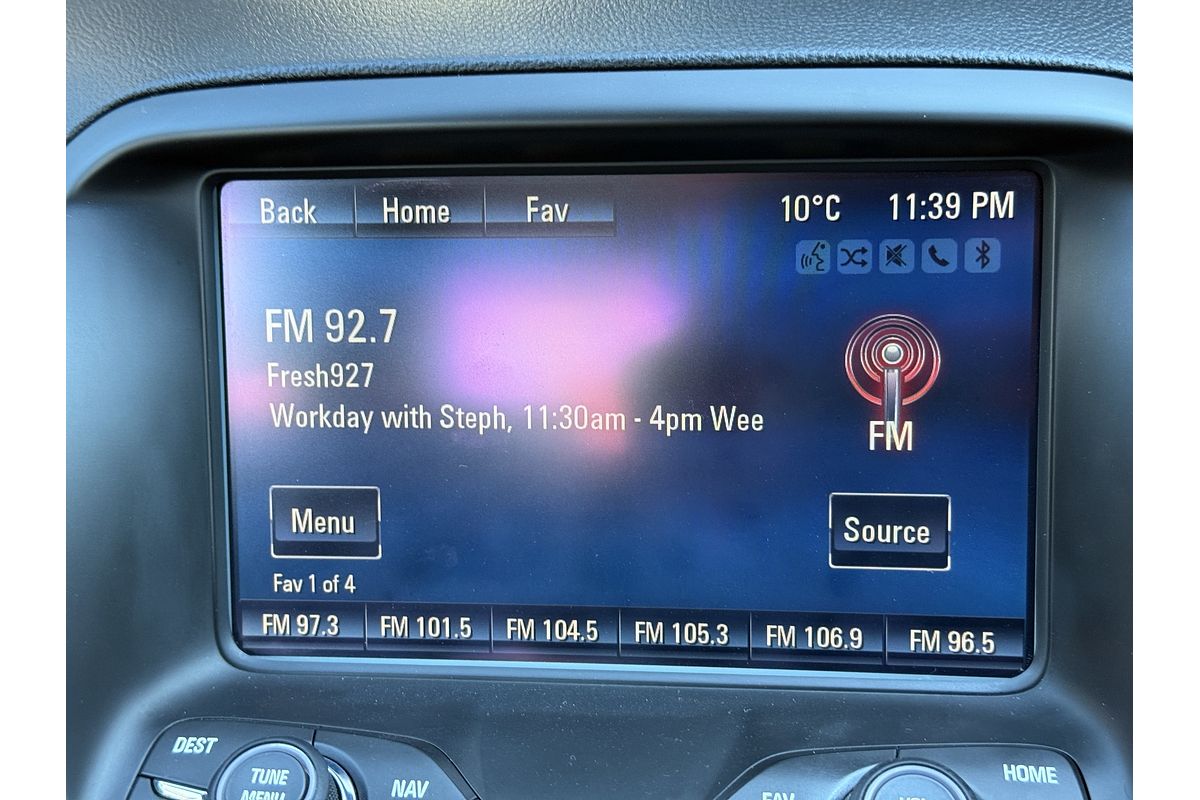 Back Home Fav 10°C 11:39 PM
FM 92.7
Fresh927
Workday with Steph, 11:30am - 4pm Wee
FM
Menu
Source
Fav 1 of 4
FM 97.3 FM 101.5 FM 104.5 FM 105.3 FM 106.9 FM 96.5
DEST
TUNE
MENU
NAV
FAV
HOME